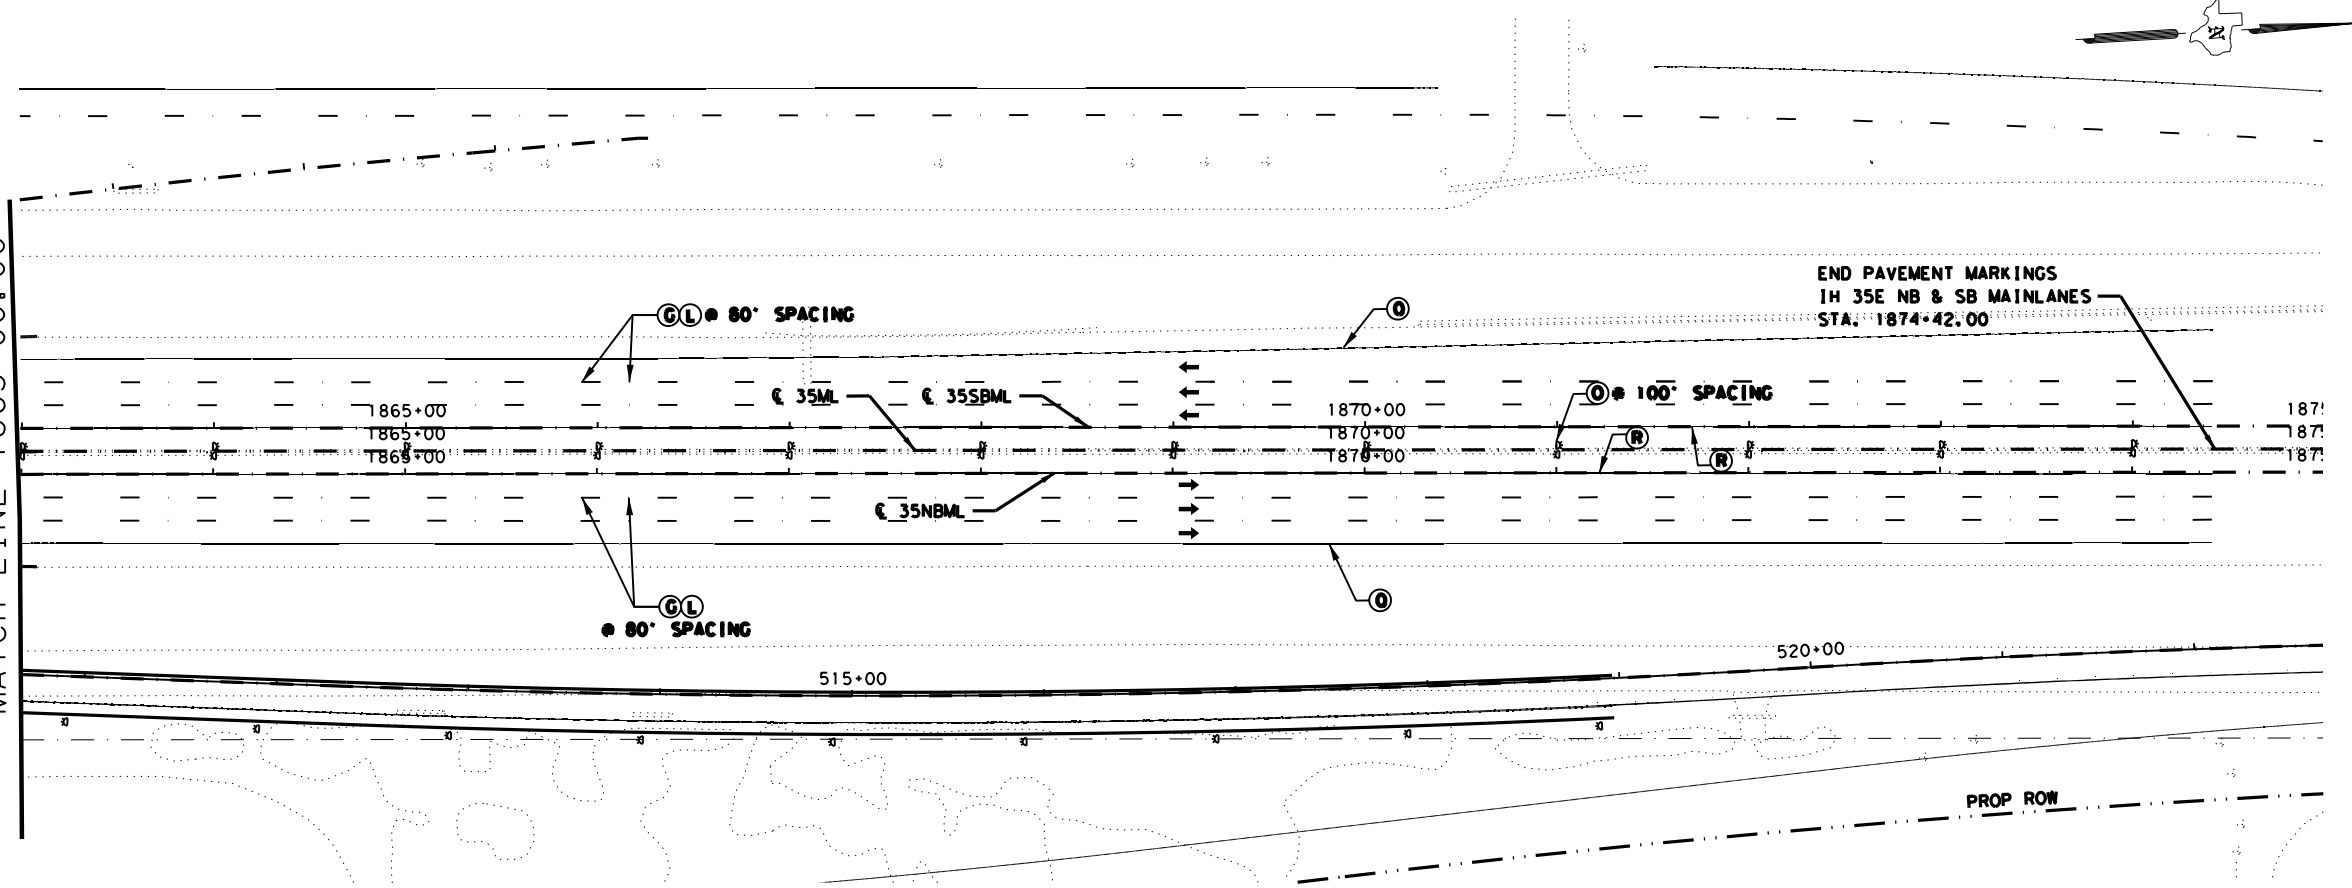 N
END PAVEMENT MARKINGS
IH 35E NB & SB MAINLANES
STA. 1874+42.00
G L @ 80' SPACING
O
℄ 35ML
℄ 35SBML
O @ 100' SPACING
1865+00
1870+00
1865+00
1870+00
R
1865+00
1870+00
R
℄ 35NBML
G L
@ 80' SPACING
O
515+00
520+00
PROP ROW
MATCH LINE